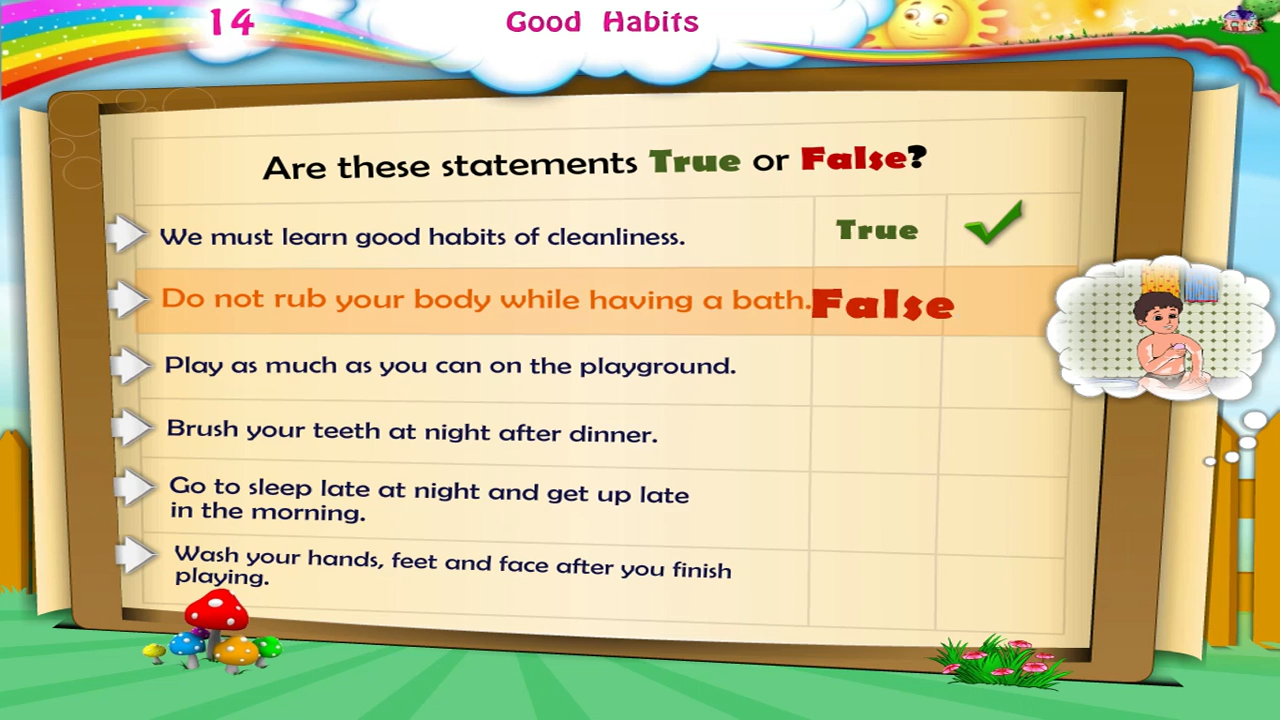 14
Good Habits
Are these statements True or False?
We must learn good habits of cleanliness.
True
Do not rub your body while having a bath.
False
Play as much as you can on the playground.
Brush your teeth at night after dinner.
Go to sleep late at night and get up late
in the morning.
Wash your hands, feet and face after you finish
playing.